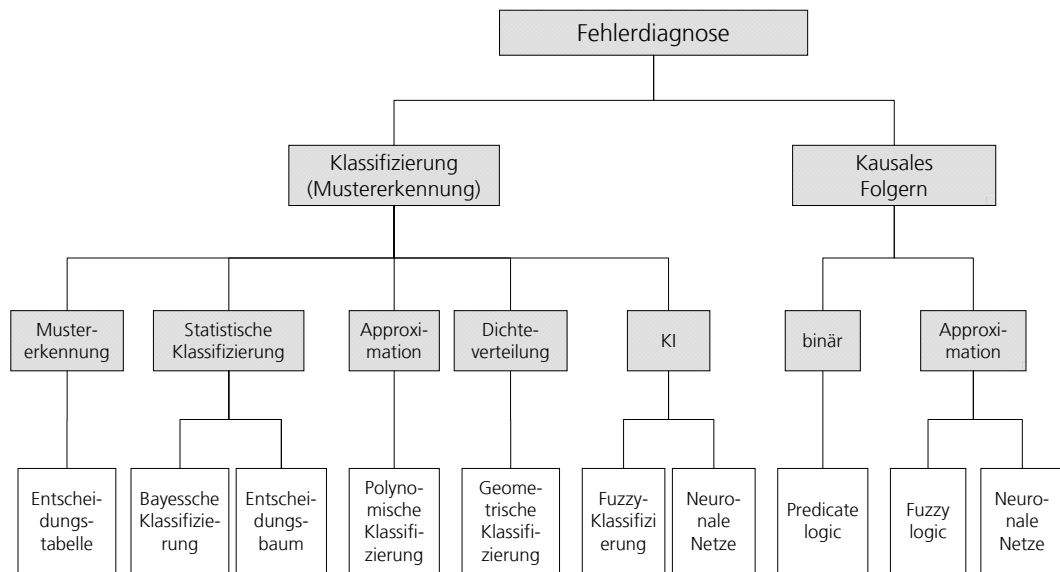 Fehlerdiagnose
Klassifizierung
(Mustererkennung)
Kausales
Folgern
Muster-
erkennung
Statistische
Klassifizierung
Approxi-
mation
Dichte-
verteilung
KI
binär
Approxi-
mation
Entschei-
dungs-
tabelle
Bayessche
Klassifizie-
rung
Entschei-
dungs-
baum
Polyno-
mische
Klassifi-
zierung
Geome-
trische
Klassifi-
zierung
Fuzzy-
Klassifizi
erung
Neuro-
nale
Netze
Predicate
logic
Fuzzy
logic
Neuro-
nale
Netze